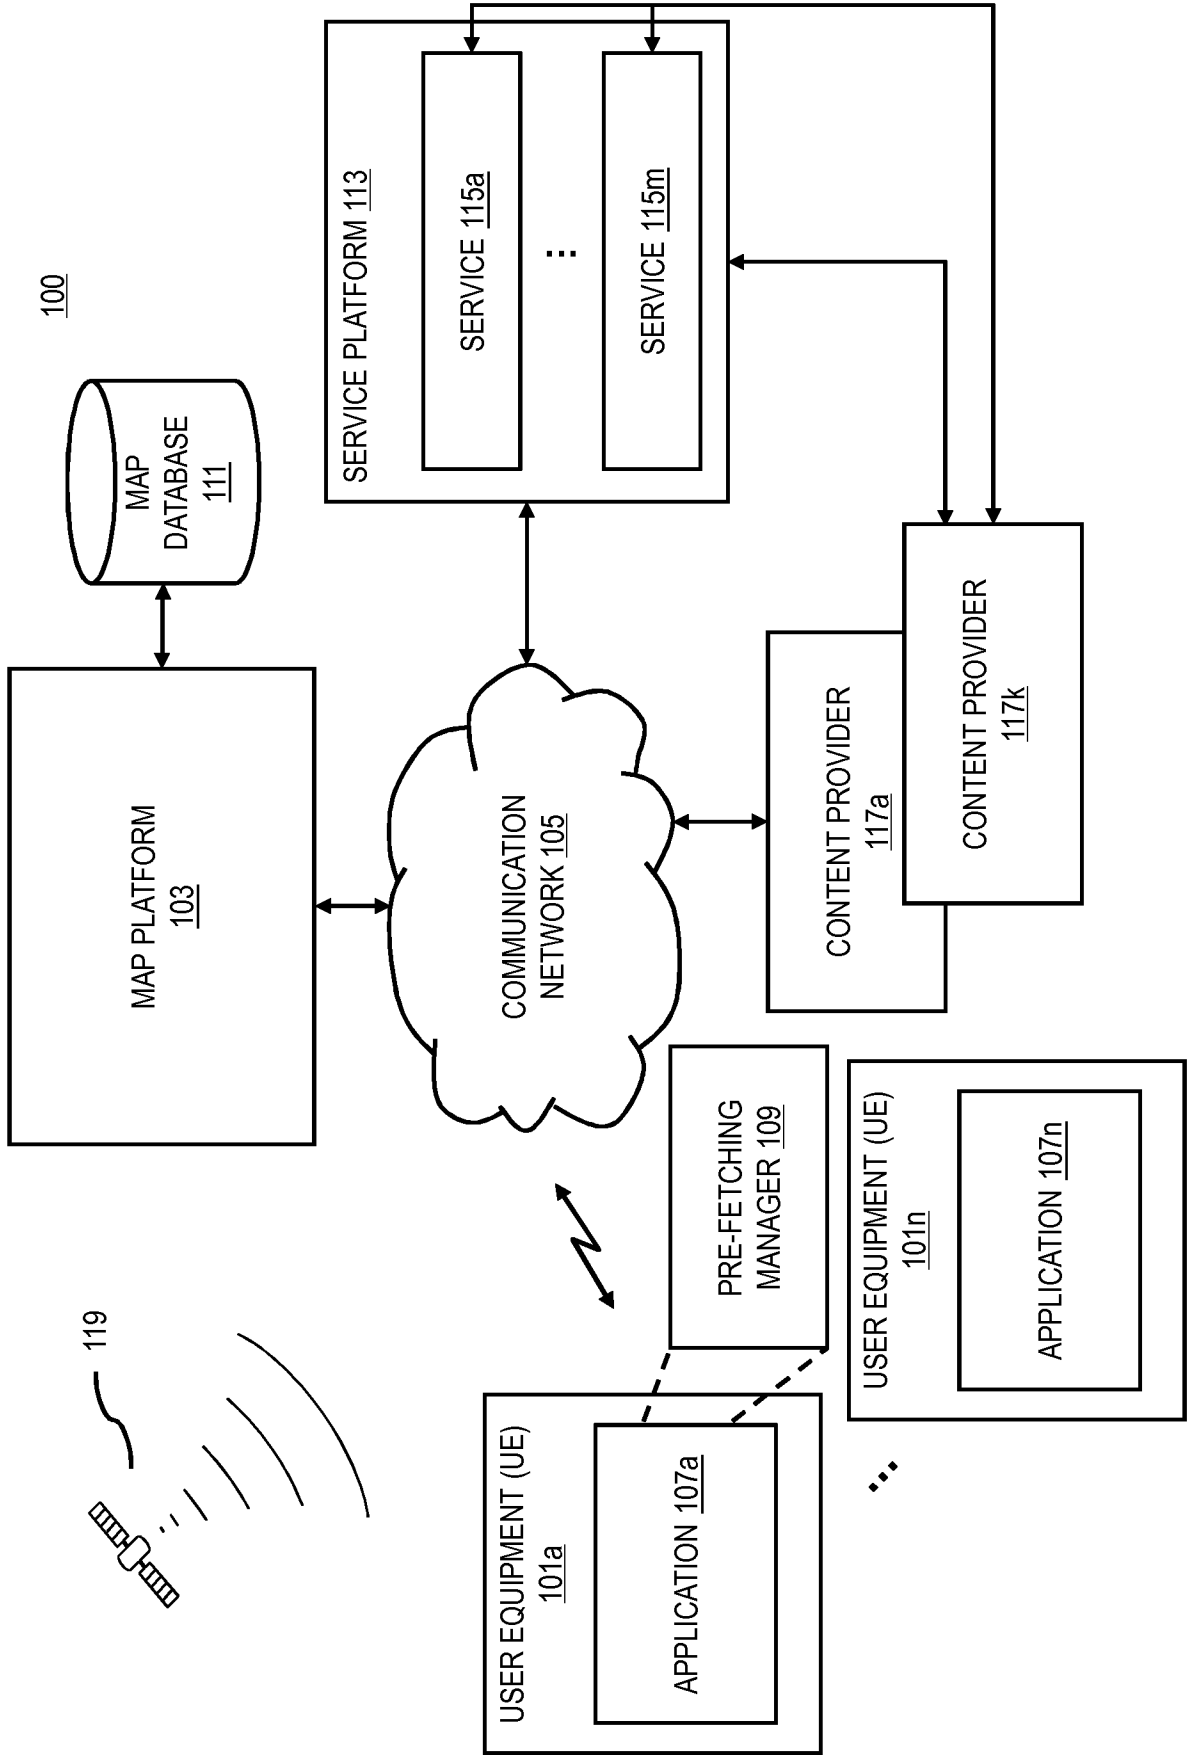 100
119
MAP PLATFORM
103
MAP
DATABASE
111
USER EQUIPMENT (UE)
101a
APPLICATION 107a
COMMUNICATION
NETWORK 105
SERVICE PLATFORM 113
SERVICE 115a
...
SERVICE 115m
PRE-FETCHING
MANAGER 109
CONTENT PROVIDER
117a
CONTENT PROVIDER
117k
...
USER EQUIPMENT (UE)
101n
APPLICATION 107n